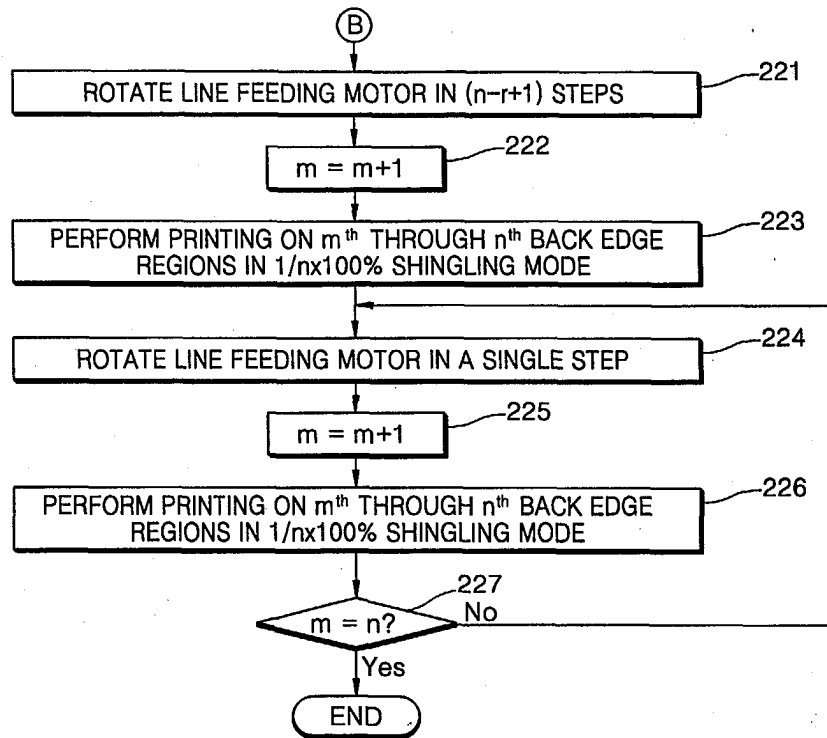 B
ROTATE LINE FEEDING MOTOR IN (n-r+1) STEPS
221
m = m+1
222
PERFORM PRINTING ON mth THROUGH nth BACK EDGE
REGIONS IN 1/nx100% SHINGLING MODE
223
ROTATE LINE FEEDING MOTOR IN A SINGLE STEP
224
m = m+1
225
PERFORM PRINTING ON mth THROUGH nth BACK EDGE
REGIONS IN 1/nx100% SHINGLING MODE
226
227
m = n?
No
Yes
END